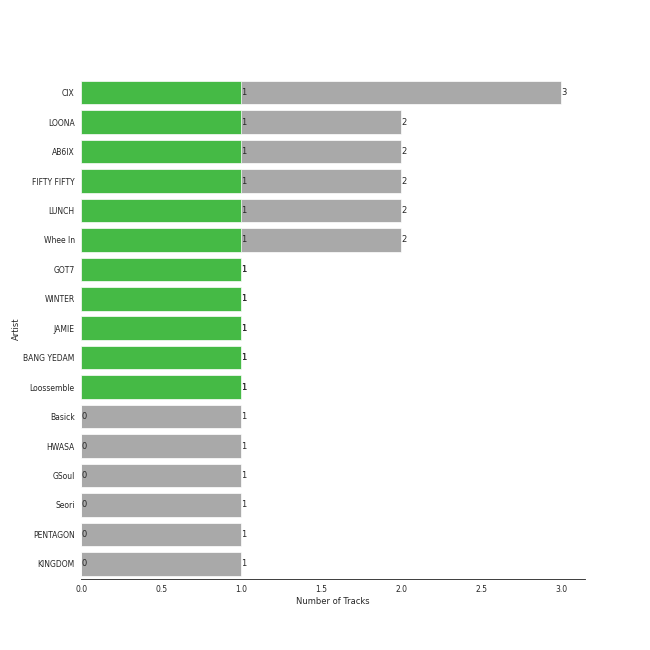 CIX 1 3
LOONA 1 2
AB6IX 1 2
FIFTY FIFTY 1 2
LUNCH 1 2
Whee In 1 2
GOT7 1
WINTER 1
JAMIE 1
BANG YEDAM 1
Loossemble 1
Basick 0 1
HWASA 0 1
GSoul 0 1
Seori 0 1
PENTAGON 0 1
KINGDOM 0 1
Artist
0.0 0.5 1.0 1.5 2.0 2.5 3.0
Number of Tracks